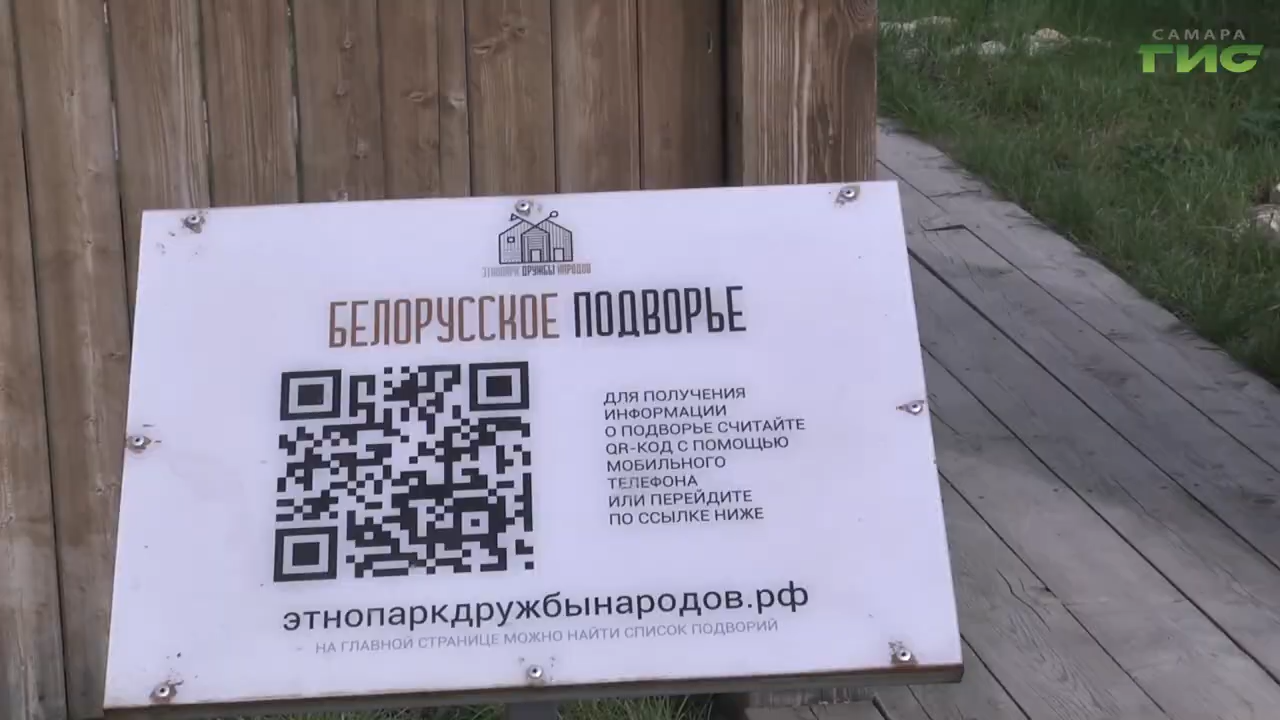 САМАРА
ГИС
ЭТНОПАРК ДРУЖБЫ НАРОДОВ
БЕЛОРУССКОЕ ПОДВОРЬЕ
ДЛЯ ПОЛУЧЕНИЯ
ИНФОРМАЦИИ
О ПОДВОРЬЕ СЧИТАЙТЕ
QR-КОД С ПОМОЩЬЮ
МОБИЛЬНОГО
ТЕЛЕФОНА
ИЛИ ПЕРЕЙДИТЕ
ПО ССЫЛКЕ НИЖЕ
этнопаркдружбынародов.рф
НА ГЛАВНОЙ СТРАНИЦЕ МОЖНО НАЙТИ СПИСОК ПОДВОРИЙ